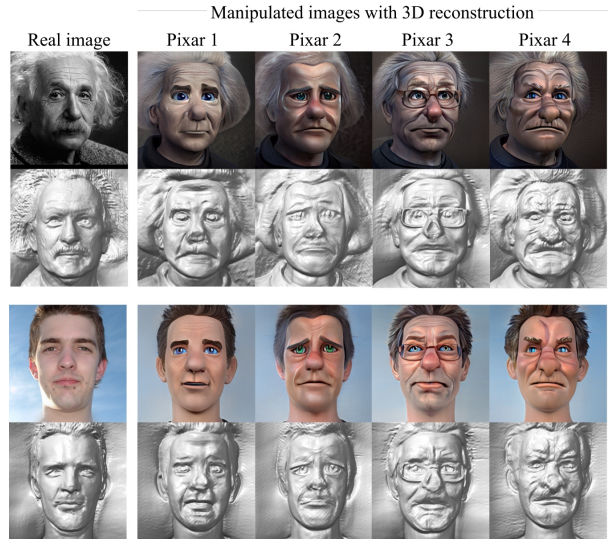 Manipulated images with 3D reconstruction
Real image Pixar 1 Pixar 2 Pixar 3 Pixar 4